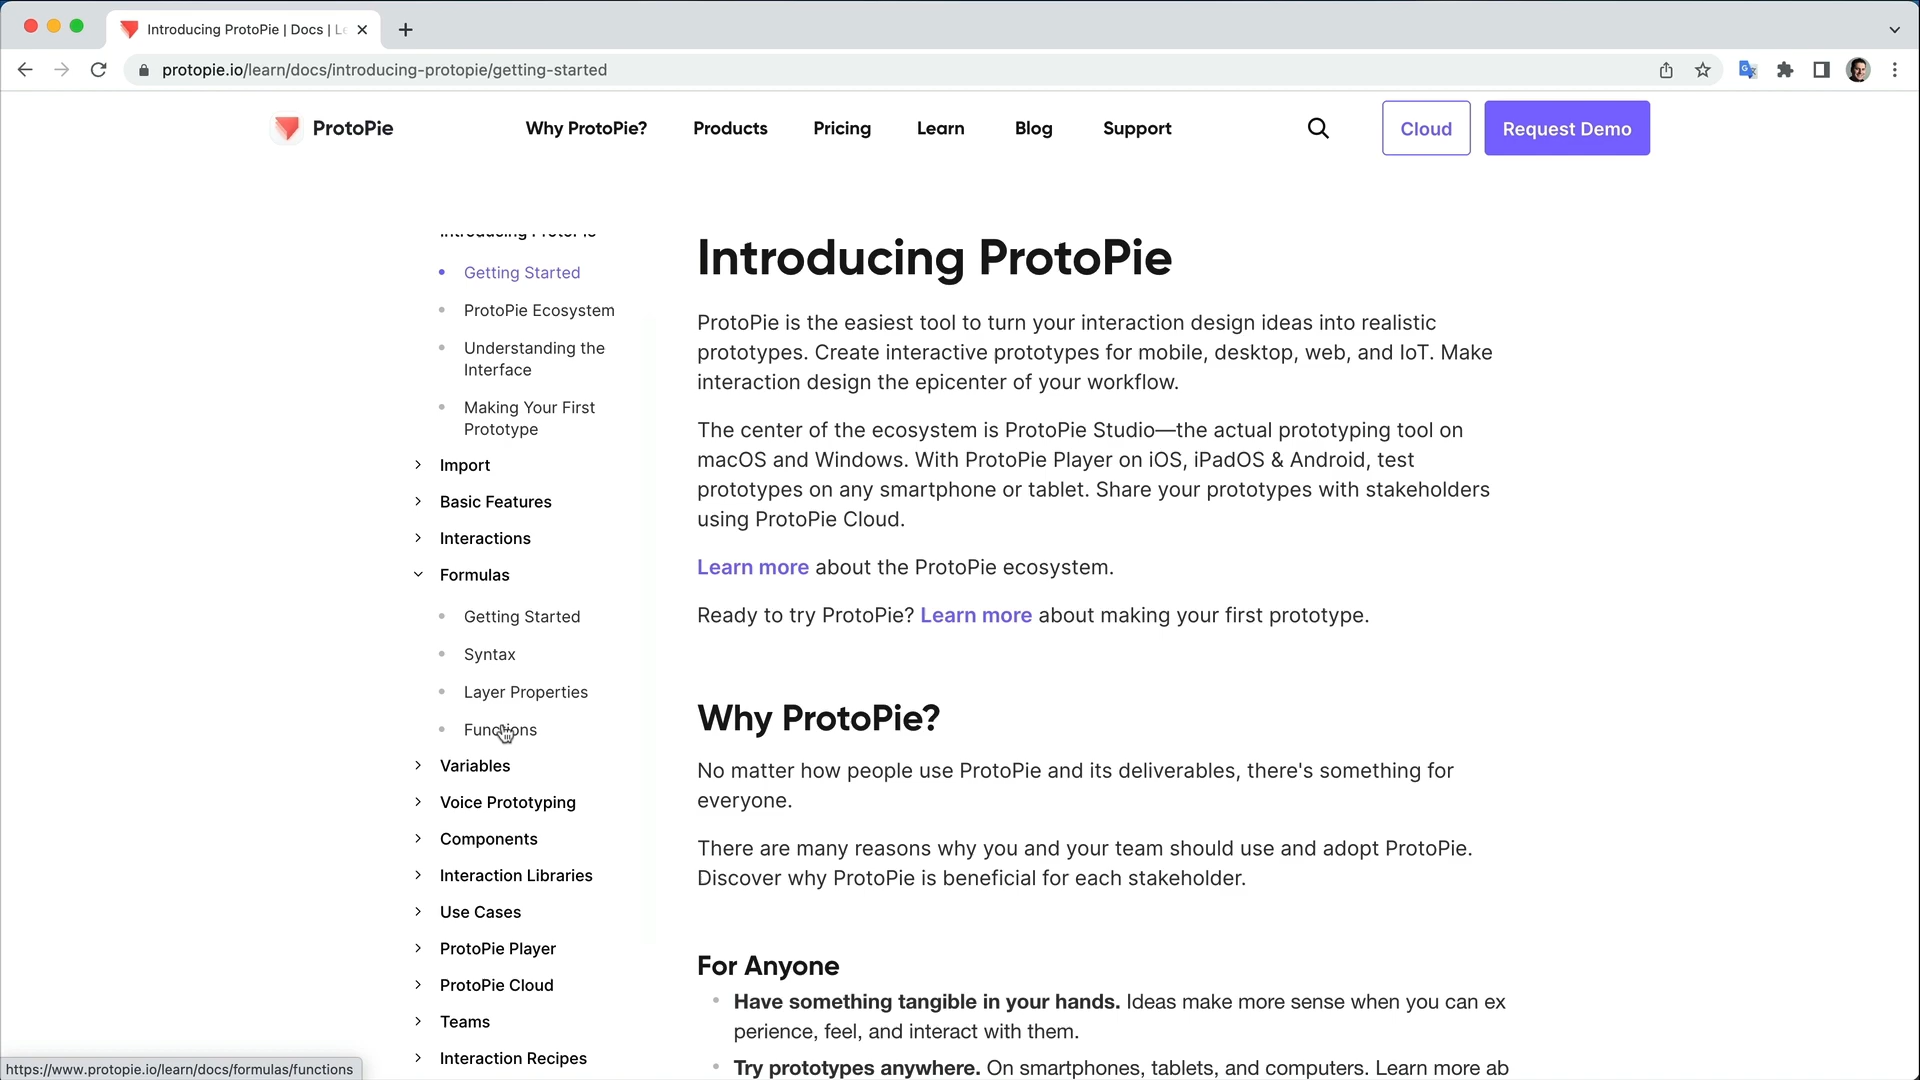 Introducing ProtoPie | Docs | Le
protopie.io/learn/docs/introducing-protopie/getting-started
ProtoPie
Why ProtoPie?
Products
Pricing
Learn
Blog
Support
Cloud
Request Demo
Introducing ProtoPie
Getting Started
ProtoPie Ecosystem
Understanding the
Interface
Making Your First
Prototype
Import
Basic Features
Interactions
Formulas
Getting Started
Syntax
Layer Properties
Functions
Variables
Voice Prototyping
Components
Interaction Libraries
Use Cases
ProtoPie Player
ProtoPie Cloud
Teams
Interaction Recipes
https://www.protopie.io/learn/docs/formulas/functions
Introducing ProtoPie
ProtoPie is the easiest tool to turn your interaction design ideas into realistic
prototypes. Create interactive prototypes for mobile, desktop, web, and IoT. Make
interaction design the epicenter of your workflow.
The center of the ecosystem is ProtoPie Studio—the actual prototyping tool on
macOS and Windows. With ProtoPie Player on iOS, iPadOS & Android, test
prototypes on any smartphone or tablet. Share your prototypes with stakeholders
using ProtoPie Cloud.
Learn more about the ProtoPie ecosystem.
Ready to try ProtoPie? Learn more about making your first prototype.
Why ProtoPie?
No matter how people use ProtoPie and its deliverables, there's something for
everyone.
There are many reasons why you and your team should use and adopt ProtoPie.
Discover why ProtoPie is beneficial for each stakeholder.
For Anyone
Have something tangible in your hands. Ideas make more sense when you can ex
perience, feel, and interact with them.
Try prototypes anywhere. On smartphones, tablets, and computers. Learn more ab